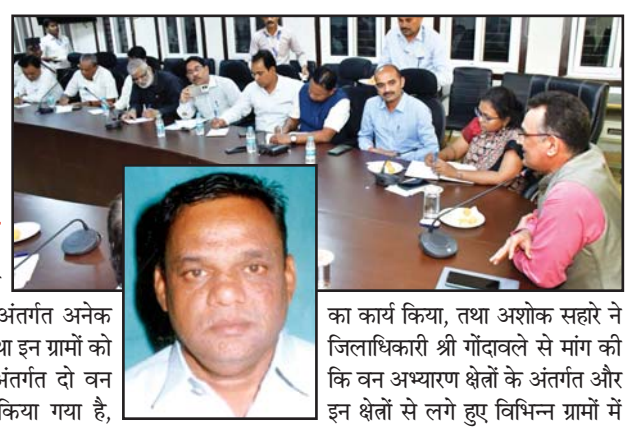 अंतर्गत अनेक
था इन ग्रामों को
अंतर्गत दो वन
किया गया है,
का कार्य किया, तथा अशोक सहारे ने
जिलाधिकारी श्री गोंदावले से मांग की
कि वन अभ्यारण क्षेत्रों के अंतर्गत और
इन क्षेत्रों से लगे हुए विभिन्न ग्रामों में